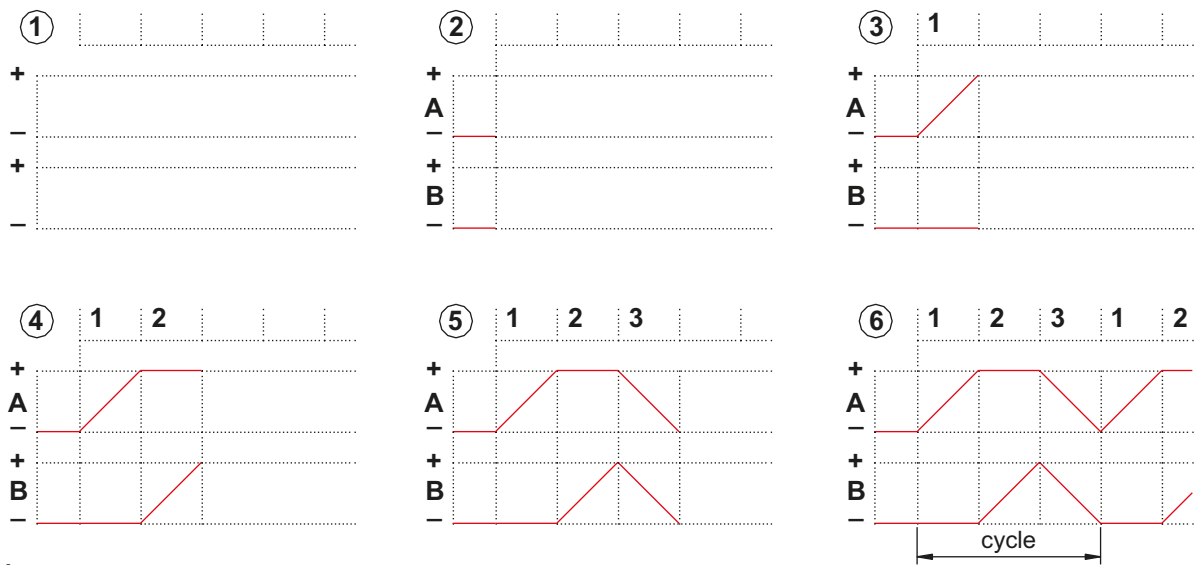 1
+
–
+
–
2
+
A
–
+
B
–
3 1
+
A
–
+
B
–
4 1 2
+
A
–
+
B
–
5 1 2 3
+
A
–
+
B
–
6 1 2 3 1 2
+
A
–
+
B
–
cycle